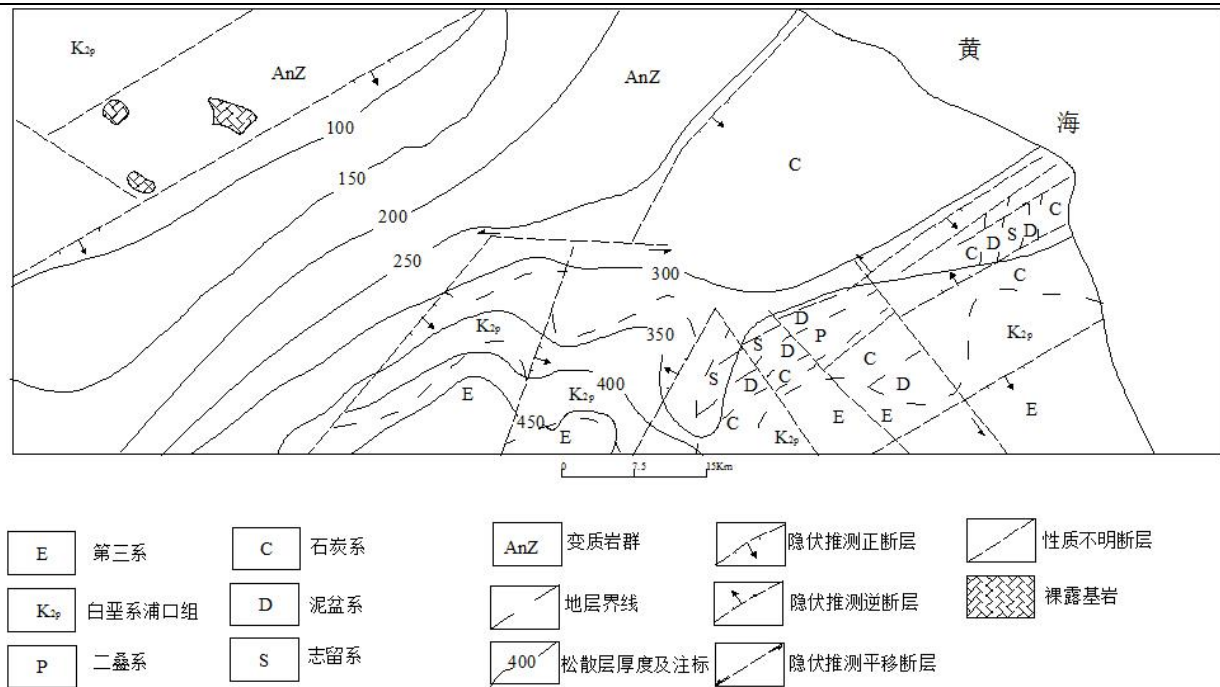 黄
海
K₂ₚ
AnZ
AnZ
100
150
200
250
C
C
D
S
D
C
C
300
K₂ₚ
350
D
S
D
P
C
K₂ₚ
S
D
C
D
E
400
K₂ₚ
450
E
C
K₂ₚ
E
E
E
0 7.5 15Km
E 第三系
C 石炭系
AnZ 变质岩群
隐伏推测正断层
性质不明断层
K₂ₚ 白垩系浦口组
D 泥盆系
地层界线
隐伏推测逆断层
裸露基岩
P 二叠系
S 志留系
400 松散层厚度及注标
隐伏推测平移断层